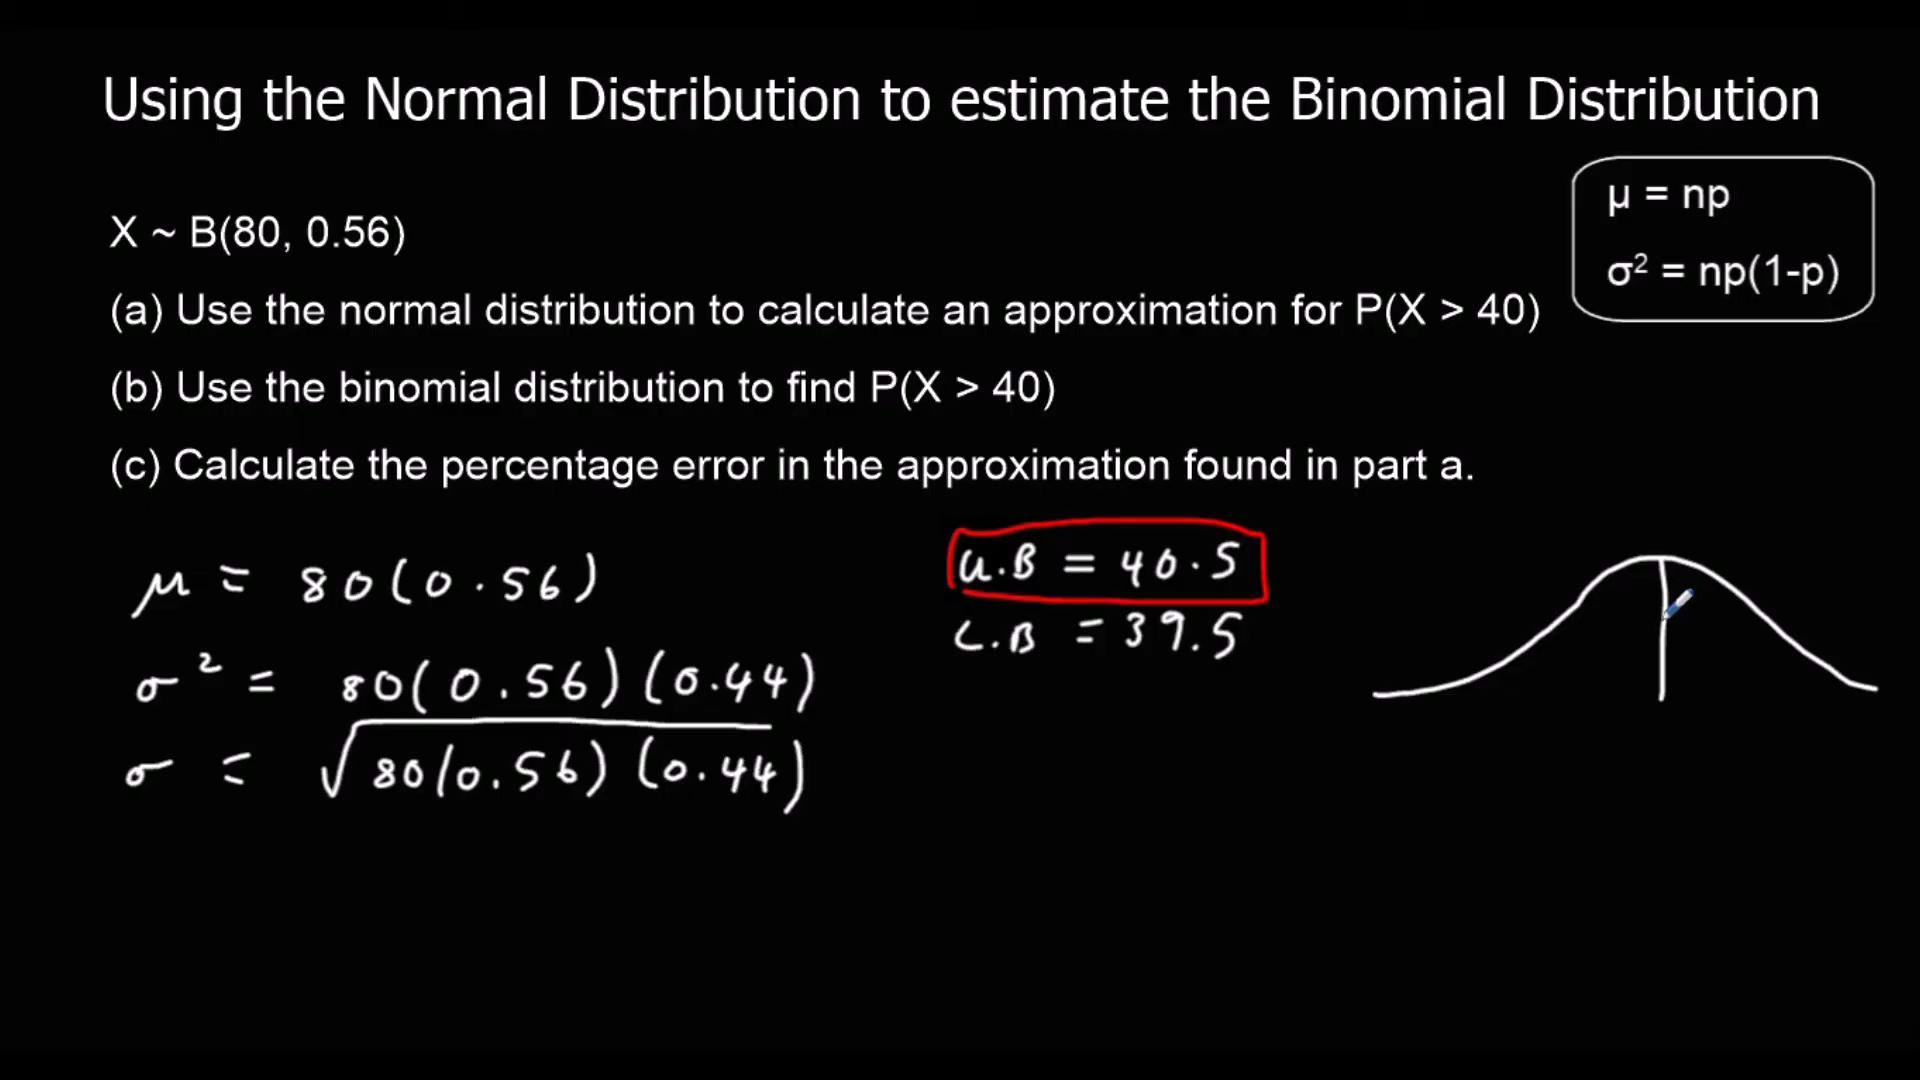 Using the Normal Distribution to estimate the Binomial Distribution
μ = np
σ² = np(1-p)
X ~ B(80, 0.56)
(a) Use the normal distribution to calculate an approximation for P(X > 40)
(b) Use the binomial distribution to find P(X > 40)
(c) Calculate the percentage error in the approximation found in part a.
μ = 80(0.56)
σ² = 80(0.56)(0.44)
σ = √80(0.56)(0.44)
U.B = 40.5
L.B = 39.5